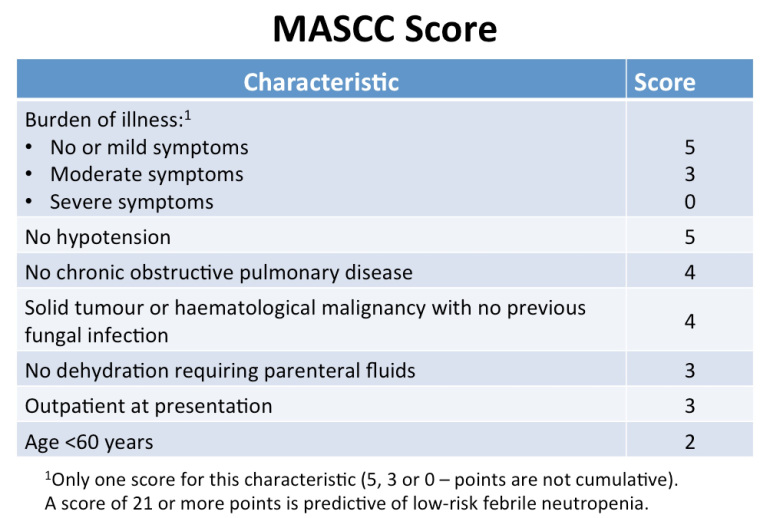 MASCC Score
Characteristic Score
Burden of illness:¹
• No or mild symptoms 5
• Moderate symptoms 3
• Severe symptoms 0
No hypotension 5
No chronic obstructive pulmonary disease 4
Solid tumour or haematological malignancy with no previous
fungal infection 4
No dehydration requiring parenteral fluids 3
Outpatient at presentation 3
Age <60 years 2
¹Only one score for this characteristic (5, 3 or 0 – points are not cumulative).
A score of 21 or more points is predictive of low-risk febrile neutropenia.